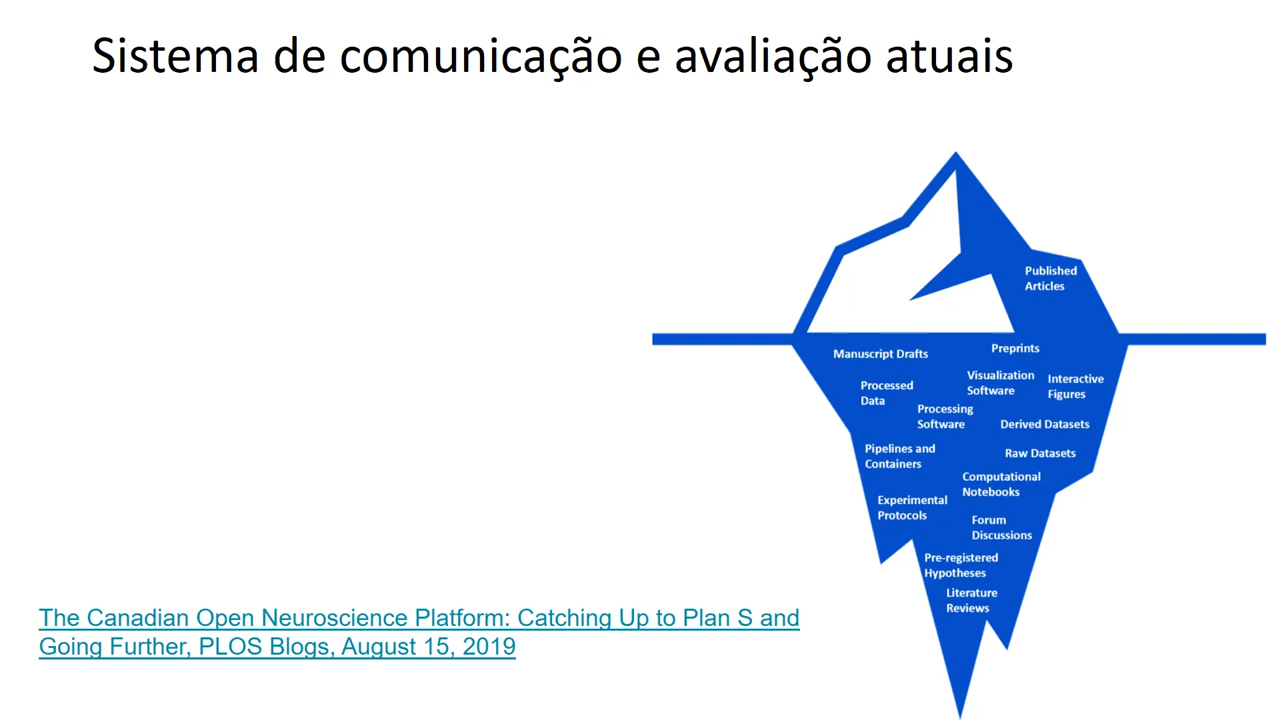 Sistema de comunicação e avaliação atuais
Published
Articles
Manuscript Drafts
Preprints
Processed
Data
Visualization
Software
Interactive
Figures
Processing
Software
Derived Datasets
Pipelines and
Containers
Raw Datasets
Computational
Notebooks
Experimental
Protocols
Forum
Discussions
Pre-registered
Hypotheses
Literature
Reviews
The Canadian Open Neuroscience Platform: Catching Up to Plan S and
Going Further, PLOS Blogs, August 15, 2019